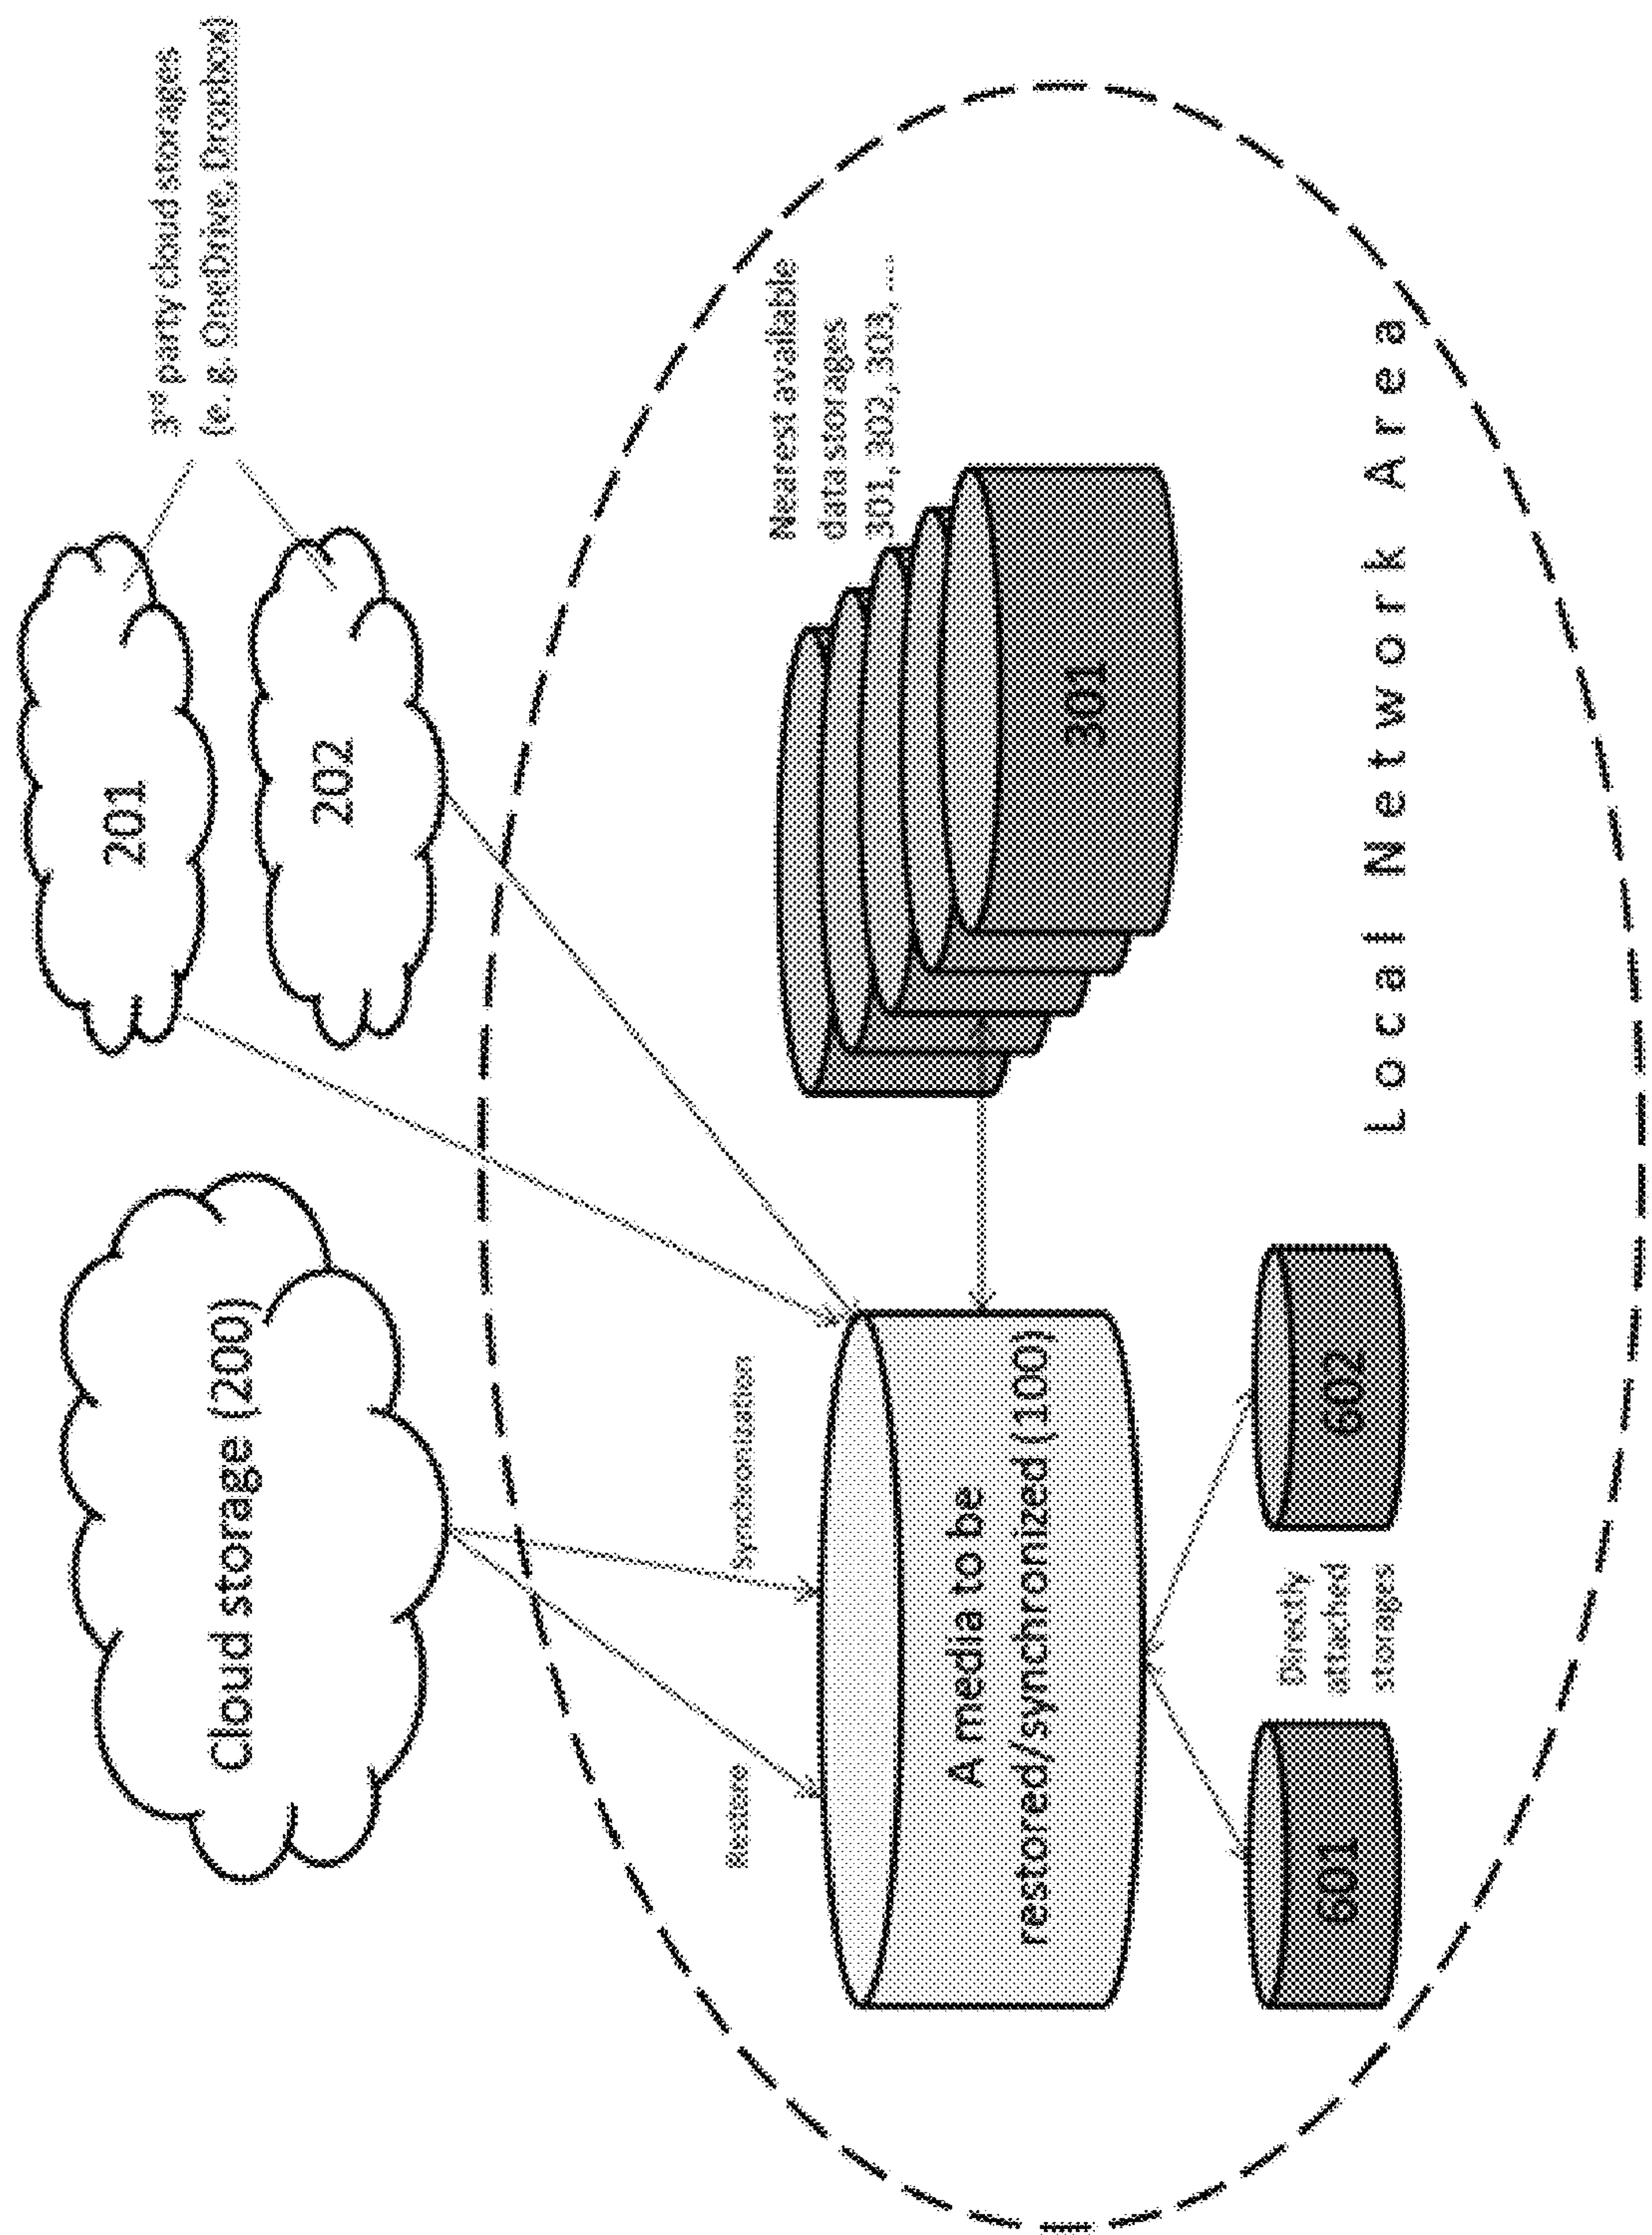 3rd party cloud storages
(e. g. OneDrive, Dropbox)
201
202
Cloud storage (200)
Restore
Synchronization
A media to be
restored/synchronized (100)
Nearest available
data storages
301, 302, 303, ...
301
601
Directly
attached
storages
602
Local Network Area